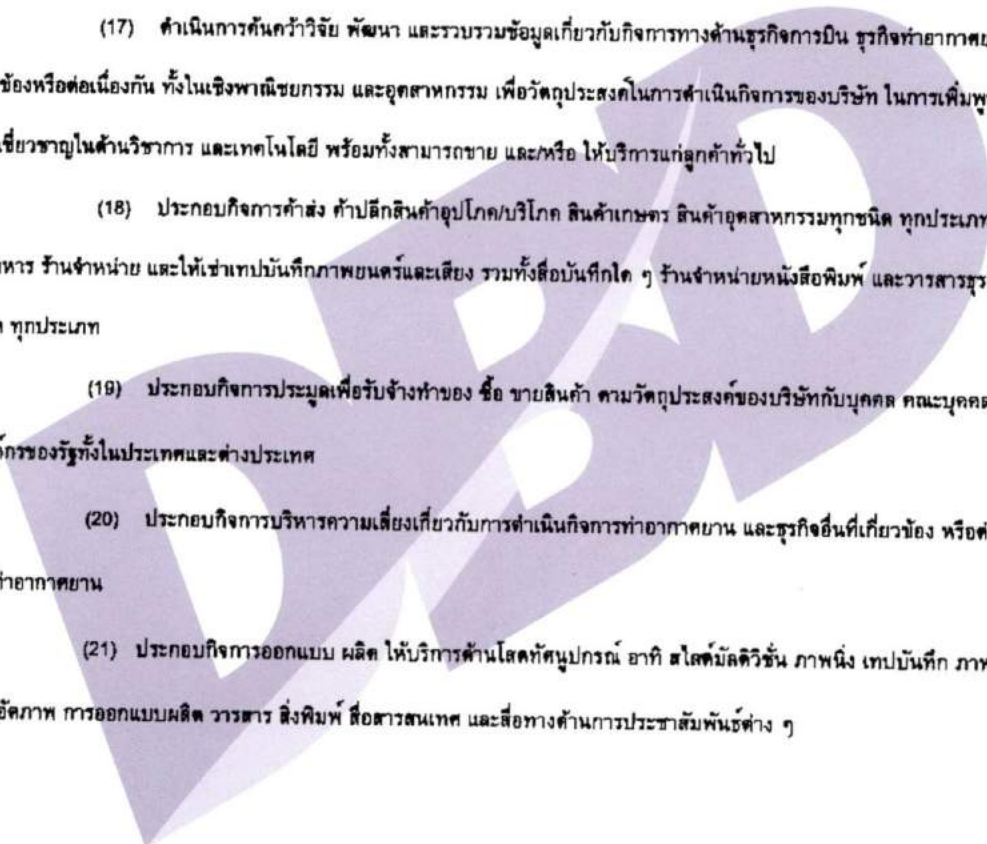 (17) ดำเนินการค้นคว้าวิจัย พัฒนา และรวบรวมข้อมูลเกี่ยวกับกิจการทางด้านธุรกิจการบิน ธุรกิจท่าอากาศย
ข้องหรือต่อเนื่องกัน ทั้งในเชิงพาณิชยกรรม และอุตสาหกรรม เพื่อวัตถุประสงค์ในการดำเนินกิจการของบริษัท ในการเพิ่มพู
เชี่ยวชาญในด้านวิชาการ และเทคโนโลยี พร้อมทั้งสามารถขาย และ/หรือ ให้บริการแก่ลูกค้าทั่วไป
(18) ประกอบกิจการค้าส่ง ค้าปลีกสินค้าอุปโภค/บริโภค สินค้าเกษตร สินค้าอุตสาหกรรมทุกชนิด ทุกประเภท
หาร ร้านจำหน่าย และให้เช่าเทปบันทึกภาพยนตร์และเสียง รวมทั้งสื่อบันทึกใด ๆ ร้านจำหน่ายหนังสือพิมพ์ และวารสารธุร
ทุกประเภท
(19) ประกอบกิจการประมูลเพื่อรับจ้างทำของ ซื้อ ขายสินค้า ตามวัตถุประสงค์ของบริษัทกับบุคคล คณะบุคคล
งค์กรของรัฐทั้งในประเทศและต่างประเทศ
(20) ประกอบกิจการบริหารความเสี่ยงเกี่ยวกับการดำเนินกิจการท่าอากาศยาน และธุรกิจอื่นที่เกี่ยวข้อง หรือต่
ท่าอากาศยาน
(21) ประกอบกิจการออกแบบ ผลิต ให้บริการด้านโสตทัศนูปกรณ์ อาทิ สไลด์มัลติวิชั่น ภาพนิ่ง เทปบันทึก ภาพ
อัดภาพ การออกแบบผลิต วารสาร สิ่งพิมพ์ สื่อสารสนเทศ และสื่อทางด้านการประชาสัมพันธ์ต่าง ๆ
DBD